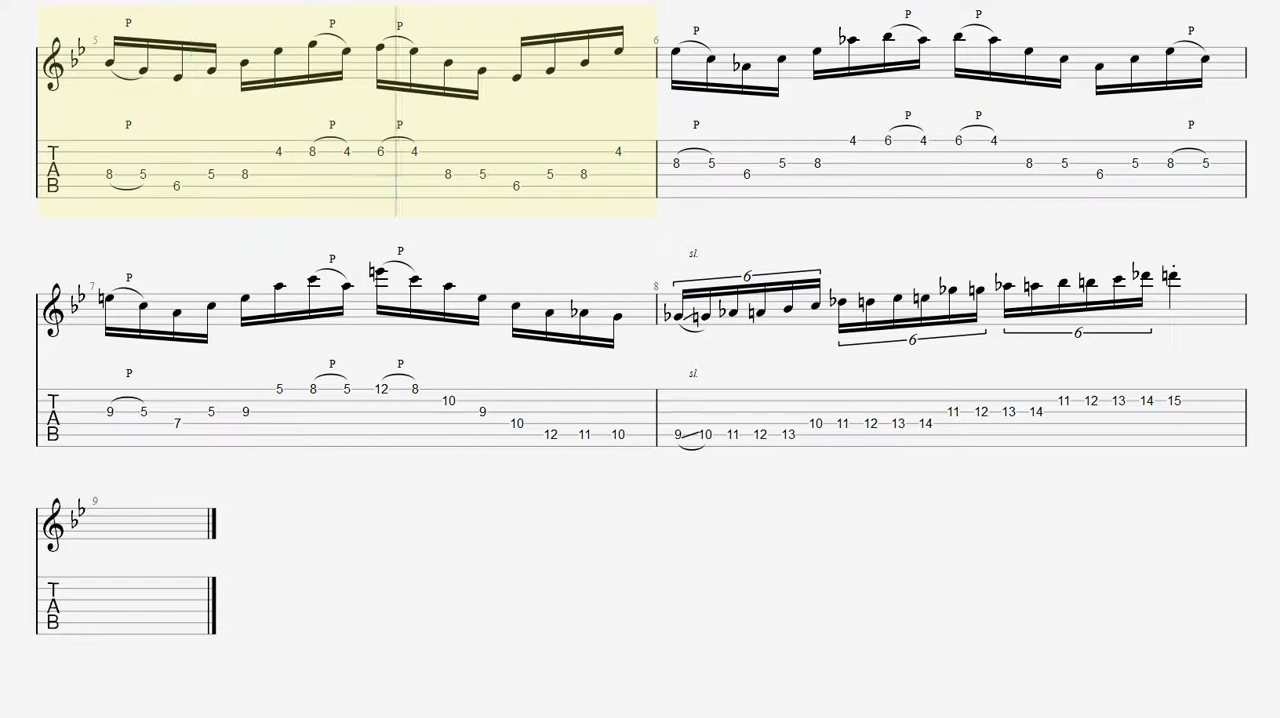 P P P P P P
5 6
P P P P P P
4 6 4 6 4
T 4 8 4 6 4 4
8 5 5 8 8 5 8 5
A 8 5 5 8 8 5 8 6 6
B 6 6
P P P sl.
6
7 8
6 6
P P P sl.
5 8 5 12 8
T 10 11 12 13 14 15
9 5 5 9 9 11 12 13 14
A 7 10 10 11 12 13 14
B 12 11 10 9 10 11 12 13
9
T
A
B